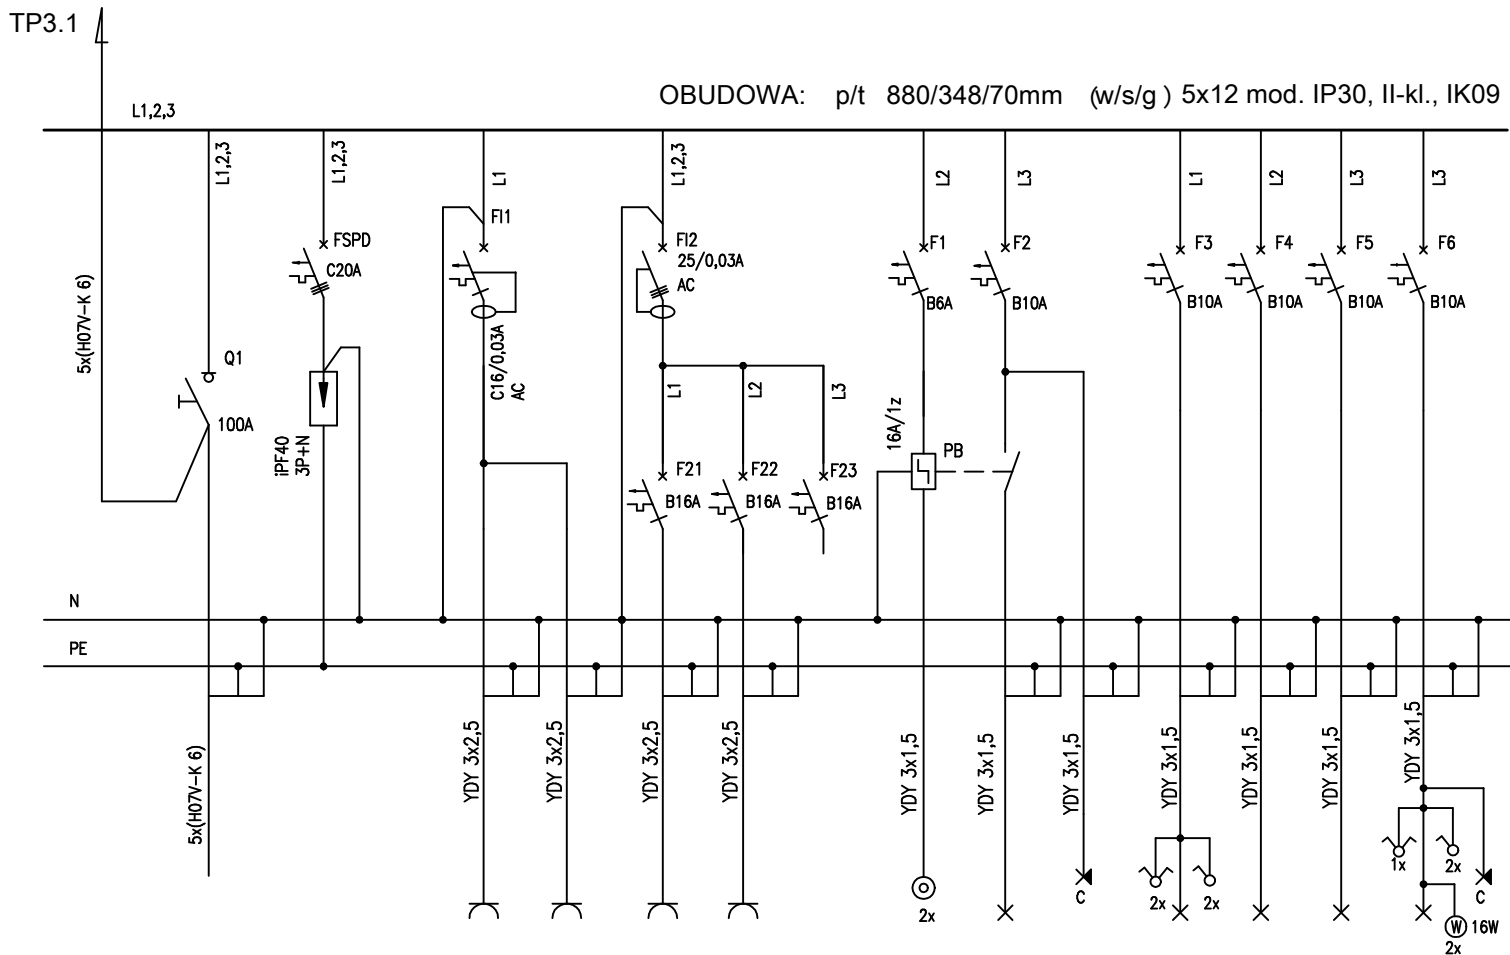 TP3.1
OBUDOWA: p/t 880/348/70mm (w/s/g ) 5x12 mod. IP30, II-kl., IK09
L1,2,3
L1,2,3
L1,2,3
L1
L1,2,3
L2
L3
L1
L2
L3
L3
FI1
FSPD
C20A
FI2
25/0,03A
AC
F1
B6A
F2
B10A
F3
B10A
F4
B10A
F5
B10A
F6
B10A
5x(H07V-K 6)
Q1
100A
iPF40
3P+N
C16/0,03A
AC
L1
L2
L3
F21
B16A
F22
B16A
F23
B16A
16A/1z
PB
N
PE
5x(H07V-K 6)
YDY 3x2,5
YDY 3x2,5
YDY 3x2,5
YDY 3x2,5
YDY 3x1,5
YDY 3x1,5
YDY 3x1,5
YDY 3x1,5
YDY 3x1,5
YDY 3x1,5
YDY 3x1,5
2x
C
2x
2x
1x
2x
C
W
16W
2x